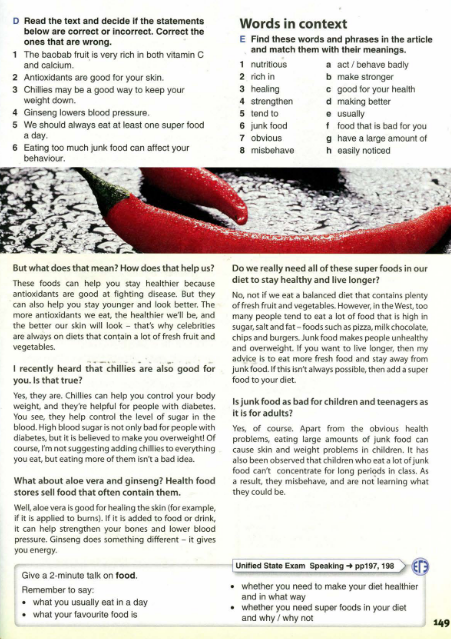 D Read the text and decide if the statements
below are correct or incorrect. Correct the
ones that are wrong.
1 The baobab fruit is very rich in both vitamin C
and calcium.
2 Antioxidants are good for your skin.
3 Chillies may be a good way to keep your
weight down.
4 Ginseng lowers blood pressure.
5 We should always eat at least one super food
a day.
6 Eating too much junk food can affect your
behaviour.
Words in context
E Find these words and phrases in the article
and match them with their meanings.
1 nutritious a act / behave badly
2 rich in b make stronger
3 healing c good for your health
4 strengthen d making better
5 tend to e usually
6 junk food f food that is bad for you
7 obvious g have a large amount of
8 misbehave h easily noticed
But what does that mean? How does that help us?
These foods can help you stay healthier because
antioxidants are good at fighting disease. But they
can also help you stay younger and look better. The
more antioxidants we eat, the healthier we'll be, and
the better our skin will look – that's why celebrities
are always on diets that contain a lot of fresh fruit and
vegetables.
I recently heard that chillies are also good for
you. Is that true?
Yes, they are. Chillies can help you control your body
weight, and they're helpful for people with diabetes.
You see, they help control the level of sugar in the
blood. High blood sugar is not only bad for people with
diabetes, but it is believed to make you overweight! Of
course, I'm not suggesting adding chillies to everything
you eat, but eating more of them isn't a bad idea.
What about aloe vera and ginseng? Health food
stores sell food that often contain them.
Well, aloe vera is good for healing the skin (for example,
if it is applied to burns). If it is added to food or drink,
it can help strengthen your bones and lower blood
pressure. Ginseng does something different – it gives
you energy.
Do we really need all of these super foods in our
diet to stay healthy and live longer?
No, not if we eat a balanced diet that contains plenty
of fresh fruit and vegetables. However, in the West, too
many people tend to eat a lot of food that is high in
sugar, salt and fat – foods such as pizza, milk chocolate,
chips and burgers. Junk food makes people unhealthy
and overweight. If you want to live longer, then my
advice is to eat more fresh food and stay away from
junk food. If this isn't always possible, then add a super
food to your diet.
Is junk food as bad for children and teenagers as
it is for adults?
Yes, of course. Apart from the obvious health
problems, eating large amounts of junk food can
cause skin and weight problems in children. It has
also been observed that children who eat a lot of junk
food can't concentrate for long periods in class. As
a result, they misbehave, and are not learning what
they could be.
Unified State Exam Speaking ➔ pp197, 198
Give a 2-minute talk on food.
Remember to say:
• what you usually eat in a day
• what your favourite food is
• whether you need to make your diet healthier
and in what way
• whether you need super foods in your diet
and why / why not
149